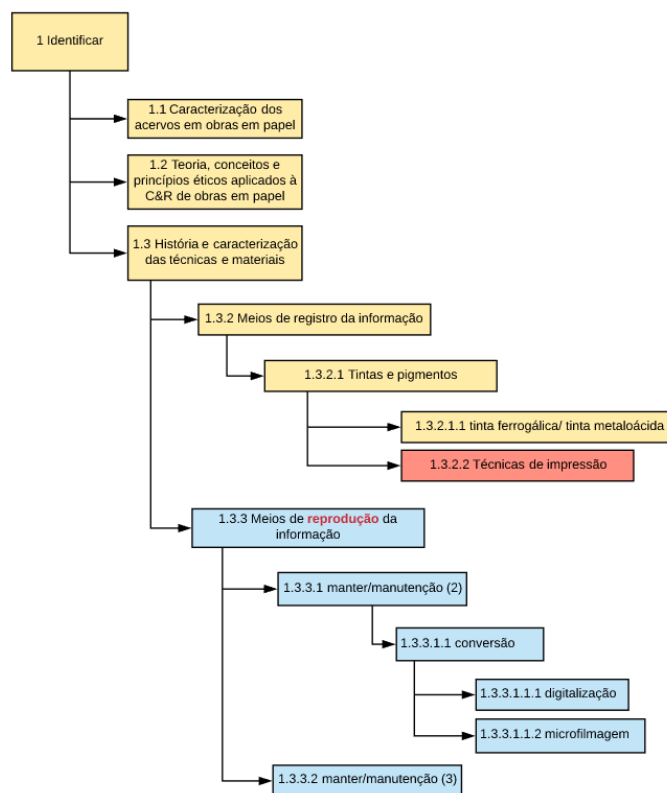 1 Identificar
1.1 Caracterização dos
acervos em obras em papel
1.2 Teoria, conceitos e
princípios éticos aplicados à
C&R de obras em papel
1.3 História e caracterização
das técnicas e materiais
1.3.2 Meios de registro da informação
1.3.2.1 Tintas e pigmentos
1.3.2.1.1 tinta ferrogálica/ tinta metaloácida
1.3.2.2 Técnicas de impressão
1.3.3 Meios de reprodução da
informação
1.3.3.1 manter/manutenção (2)
1.3.3.1.1 conversão
1.3.3.1.1.1 digitalização
1.3.3.1.1.2 microfilmagem
1.3.3.2 manter/manutenção (3)